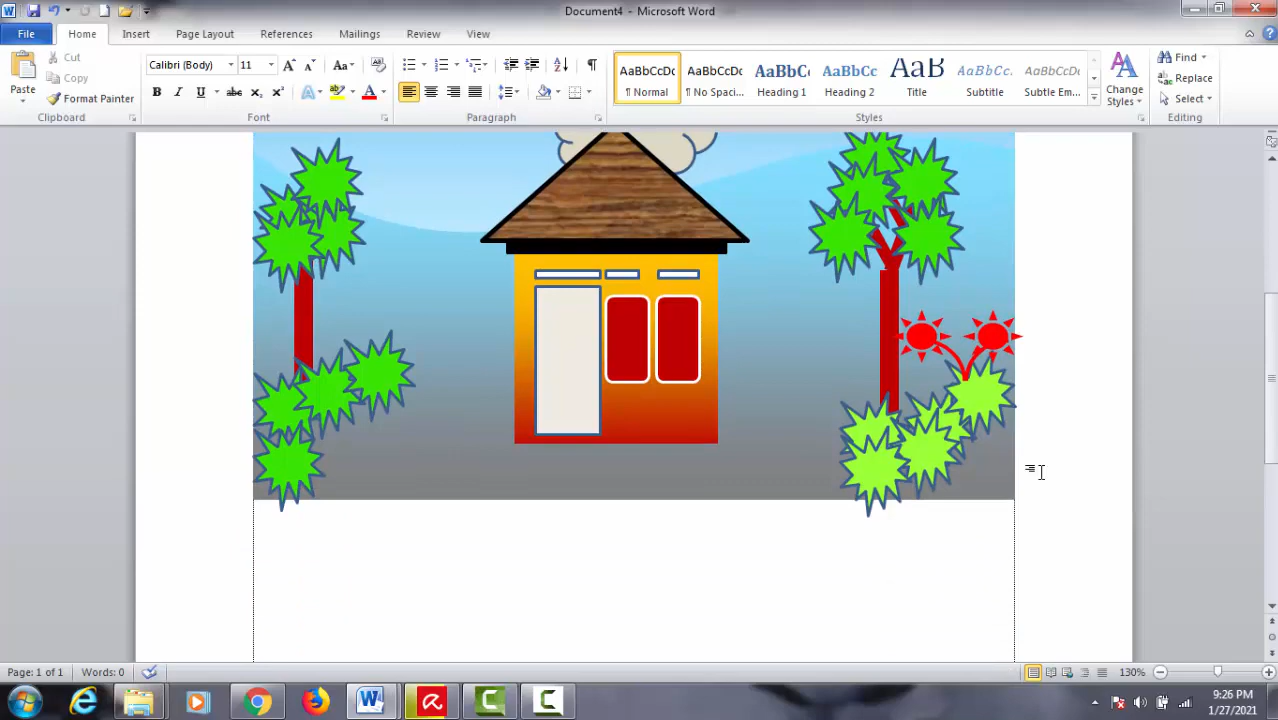 Document4 - Microsoft Word
File Home Insert Page Layout References Mailings Review View
Paste
Cut
Copy
Format Painter
Clipboard
Calibri (Body) 11
Font
Paragraph
AaBbCcDc AaBbCcDc AaBbC AaBbCc AaB AaBbCcL AaBbCcDc
¶ Normal ¶ No Spaci... Heading 1 Heading 2 Title Subtitle Subtle Em...
Styles
Change Styles
Find
Replace
Select
Editing
Page: 1 of 1 Words: 0 130%
9:26 PM
1/27/2021